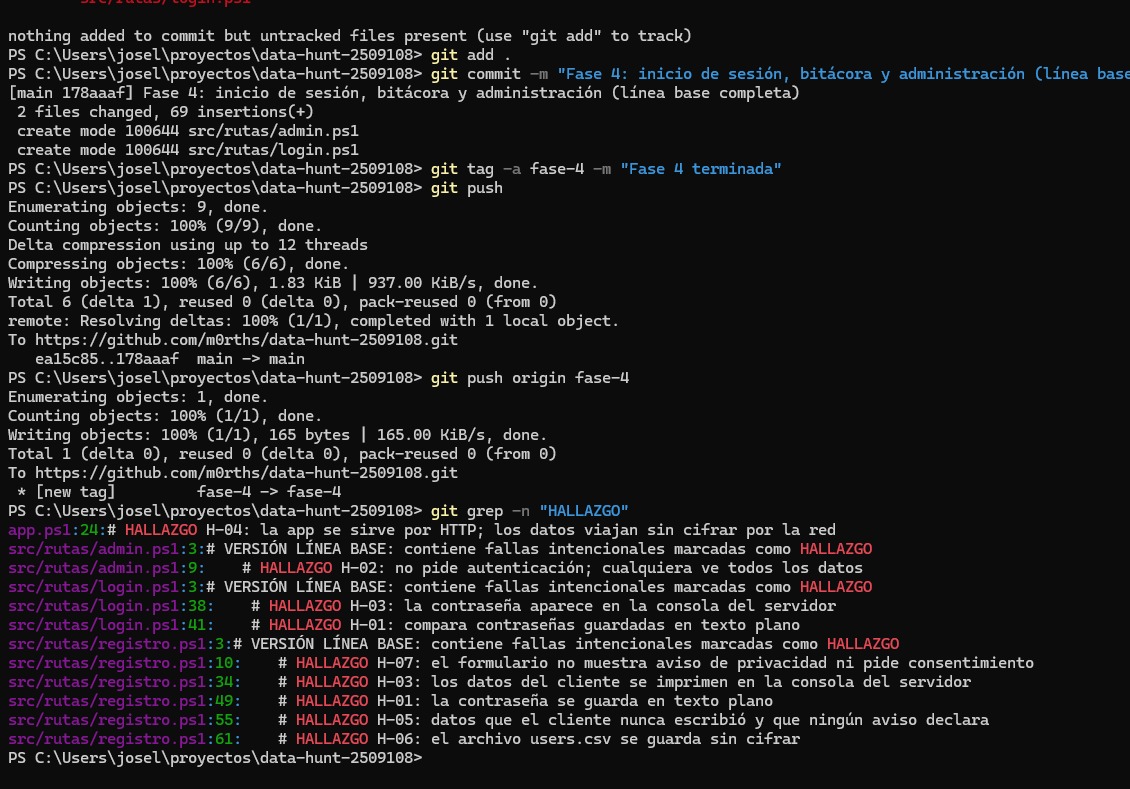 src/rutas/login.ps1
nothing added to commit but untracked files present (use "git add" to track)
PS C:\Users\josel\proyectos\data-hunt-2509108> git add .
PS C:\Users\josel\proyectos\data-hunt-2509108> git commit -m "Fase 4: inicio de sesión, bitácora y administración (línea base
[main 178aaaf] Fase 4: inicio de sesión, bitácora y administración (línea base completa)
 2 files changed, 69 insertions(+)
 create mode 100644 src/rutas/admin.ps1
 create mode 100644 src/rutas/login.ps1
PS C:\Users\josel\proyectos\data-hunt-2509108> git tag -a fase-4 -m "Fase 4 terminada"
PS C:\Users\josel\proyectos\data-hunt-2509108> git push
Enumerating objects: 9, done.
Counting objects: 100% (9/9), done.
Delta compression using up to 12 threads
Compressing objects: 100% (6/6), done.
Writing objects: 100% (6/6), 1.83 KiB | 937.00 KiB/s, done.
Total 6 (delta 1), reused 0 (delta 0), pack-reused 0 (from 0)
remote: Resolving deltas: 100% (1/1), completed with 1 local object.
To https://github.com/m0rths/data-hunt-2509108.git
   ea15c85..178aaaf  main -> main
PS C:\Users\josel\proyectos\data-hunt-2509108> git push origin fase-4
Enumerating objects: 1, done.
Counting objects: 100% (1/1), done.
Writing objects: 100% (1/1), 165 bytes | 165.00 KiB/s, done.
Total 1 (delta 0), reused 0 (delta 0), pack-reused 0 (from 0)
To https://github.com/m0rths/data-hunt-2509108.git
 * [new tag]         fase-4 -> fase-4
PS C:\Users\josel\proyectos\data-hunt-2509108> git grep -n "HALLAZGO"
app.ps1:24:# HALLAZGO H-04: la app se sirve por HTTP; los datos viajan sin cifrar por la red
src/rutas/admin.ps1:3:# VERSIÓN LÍNEA BASE: contiene fallas intencionales marcadas como HALLAZGO
src/rutas/admin.ps1:9:    # HALLAZGO H-02: no pide autenticación; cualquiera ve todos los datos
src/rutas/login.ps1:3:# VERSIÓN LÍNEA BASE: contiene fallas intencionales marcadas como HALLAZGO
src/rutas/login.ps1:38:    # HALLAZGO H-03: la contraseña aparece en la consola del servidor
src/rutas/login.ps1:41:    # HALLAZGO H-01: compara contraseñas guardadas en texto plano
src/rutas/registro.ps1:3:# VERSIÓN LÍNEA BASE: contiene fallas intencionales marcadas como HALLAZGO
src/rutas/registro.ps1:10:    # HALLAZGO H-07: el formulario no muestra aviso de privacidad ni pide consentimiento
src/rutas/registro.ps1:34:    # HALLAZGO H-03: los datos del cliente se imprimen en la consola del servidor
src/rutas/registro.ps1:49:    # HALLAZGO H-01: la contraseña se guarda en texto plano
src/rutas/registro.ps1:55:    # HALLAZGO H-05: datos que el cliente nunca escribió y que ningún aviso declara
src/rutas/registro.ps1:61:    # HALLAZGO H-06: el archivo users.csv se guarda sin cifrar
PS C:\Users\josel\proyectos\data-hunt-2509108>